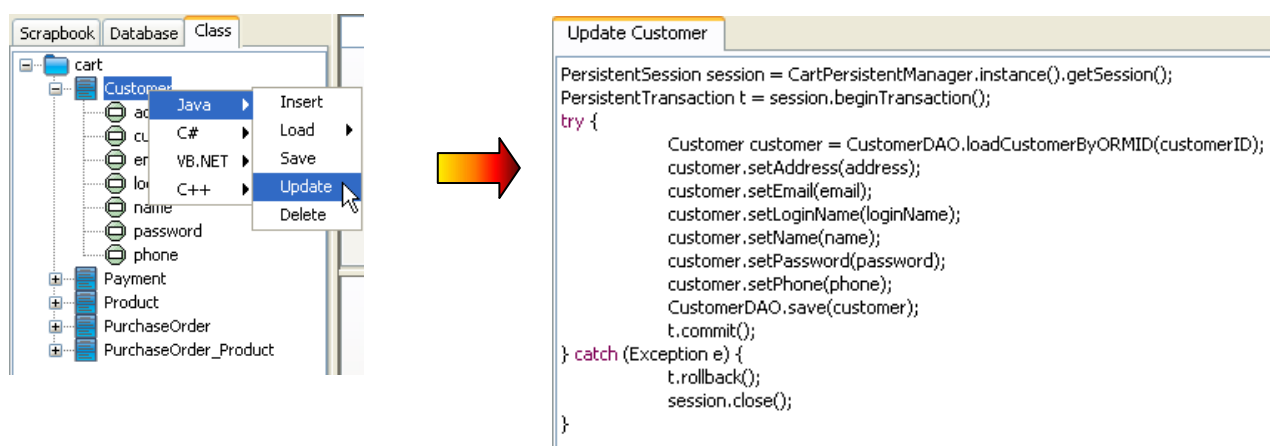 Scrapbook Database Class
cart
Customer
Java
C#
VB.NET
C++
Insert
Load
Save
Update
Delete
name
password
phone
Payment
Product
PurchaseOrder
PurchaseOrder_Product
Update Customer
PersistentSession session = CartPersistentManager.instance().getSession();
PersistentTransaction t = session.beginTransaction();
try {
Customer customer = CustomerDAO.loadCustomerByORMID(customerID);
customer.setAddress(address);
customer.setEmail(email);
customer.setLoginName(loginName);
customer.setName(name);
customer.setPassword(password);
customer.setPhone(phone);
CustomerDAO.save(customer);
t.commit();
} catch (Exception e) {
t.rollback();
session.close();
}